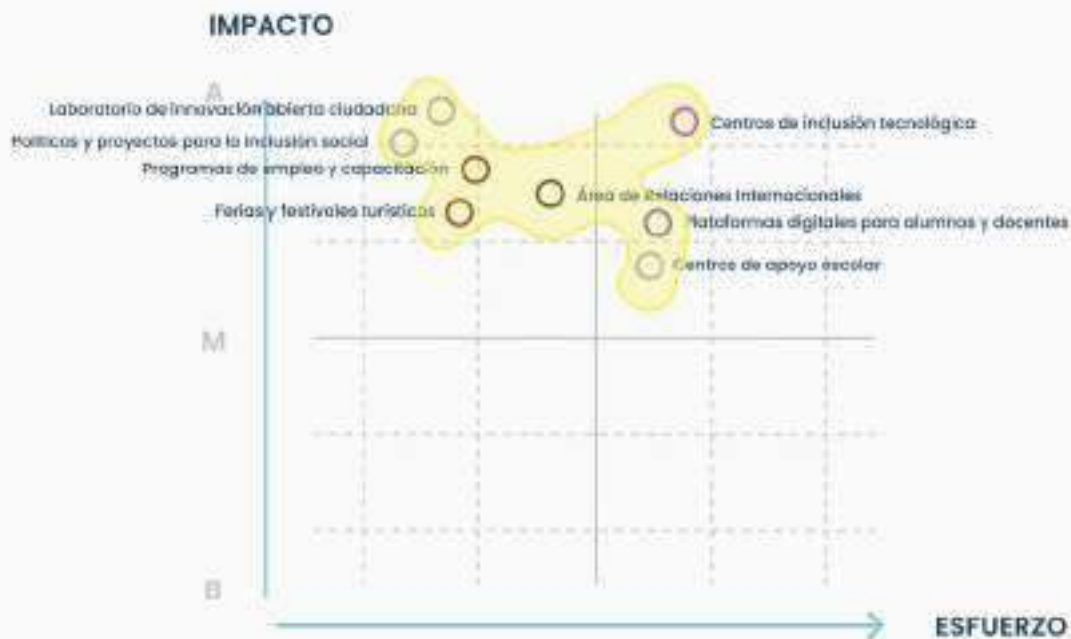 IMPACTO
A
Laboratorio de innovación abierta ciudadana
Centros de inclusión tecnológica
Políticas y proyectos para la inclusión social
Programas de empleo y capacitación
Área de Relaciones Internacionales
Ferias y festivales turísticos
Plataformas digitales para alumnos y docentes
Centros de apoyo escolar
M
B
ESFUERZO